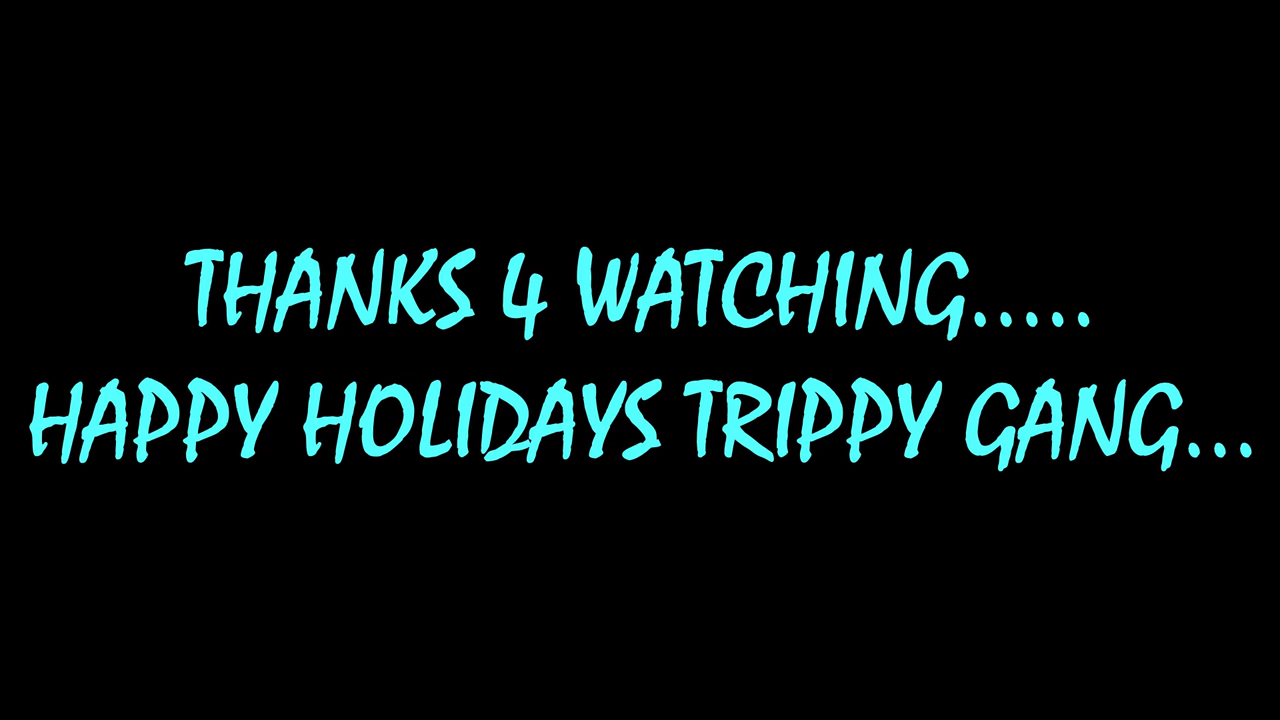 THANKS 4 WATCHING.....
HAPPY HOLIDAYS TRIPPY GANG...